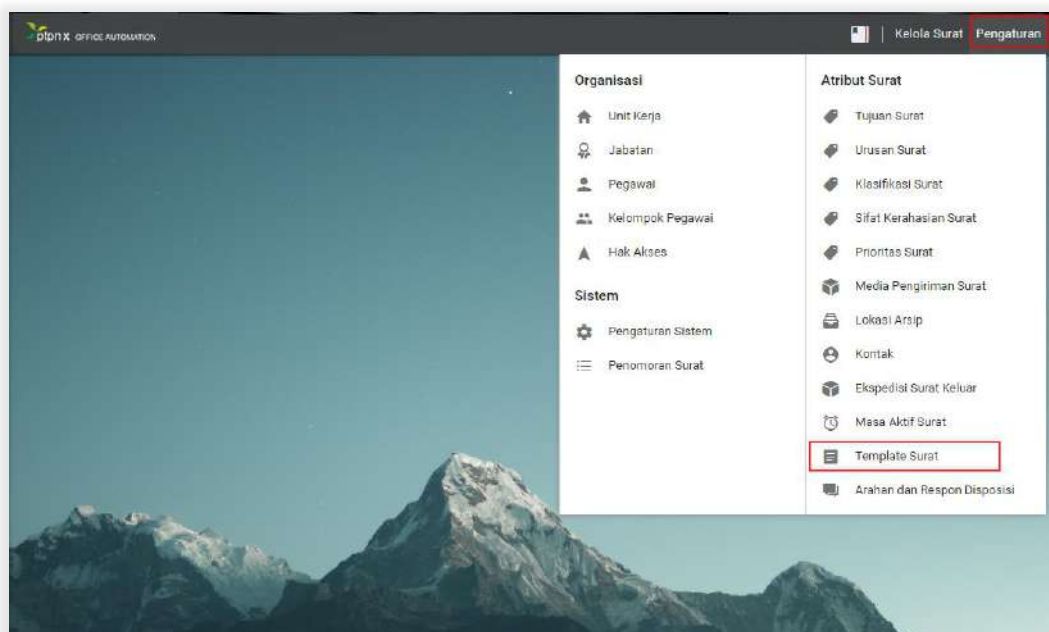 ptpnx OFFICE AUTOMATION
Kelola Surat
Pengaturan
Organisasi
Unit Kerja
Jabatan
Pegawai
Kelompok Pegawai
Hak Akses
Sistem
Pengaturan Sistem
Penomoran Surat
Atribut Surat
Tujuan Surat
Urusan Surat
Klasifikasi Surat
Sifat Kerahasian Surat
Prioritas Surat
Media Pengiriman Surat
Lokasi Arsip
Kontak
Ekspedisi Surat Keluar
Masa Aktif Surat
Template Surat
Arahan dan Respon Disposisi